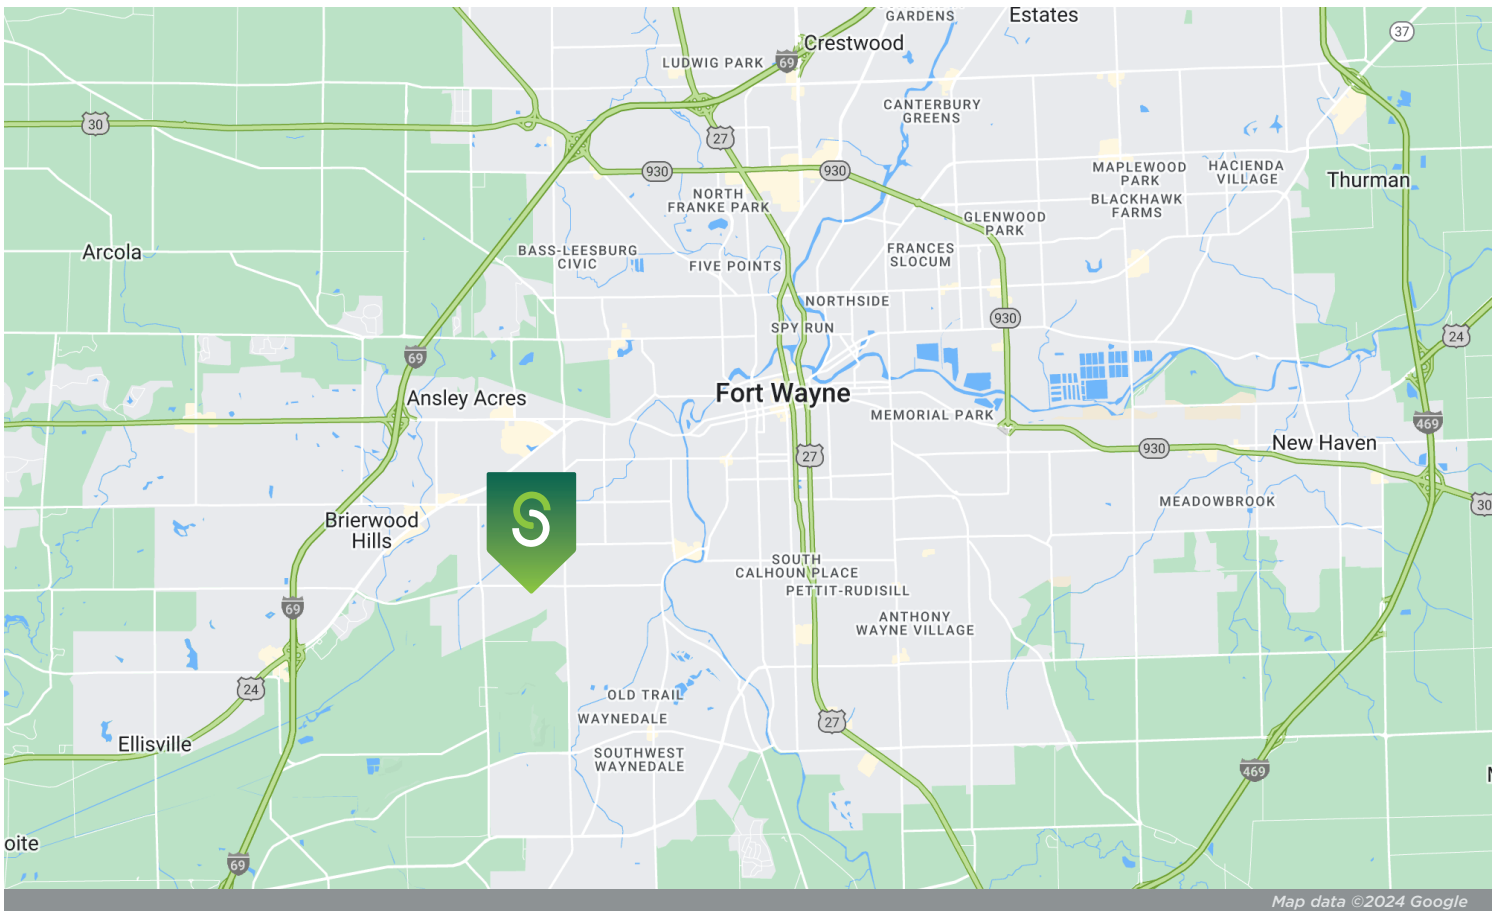 GARDENS
Estates
37
Crestwood
LUDWIG PARK
69
CANTERBURY
GREENS
30
27
930
930
MAPLEWOOD
PARK
HACIENDA
VILLAGE
Thurman
NORTH
FRANKE PARK
BLACKHAWK
FARMS
GLENWOOD
PARK
Arcola
BASS-LEESBURG
CIVIC
FRANCES
SLOCUM
FIVE POINTS
NORTHSIDE
930
SPY RUN
24
69
Fort Wayne
Ansley Acres
MEMORIAL PARK
469
27
930
New Haven
MEADOWBROOK
30
Brierwood
Hills
S
SOUTH
CALHOUN PLACE
PETTIT-RUDISILL
69
ANTHONY
WAYNE VILLAGE
24
OLD TRAIL
WAYNEDALE
27
Ellisville
SOUTHWEST
WAYNEDALE
469
oite
69
Map data ©2024 Google